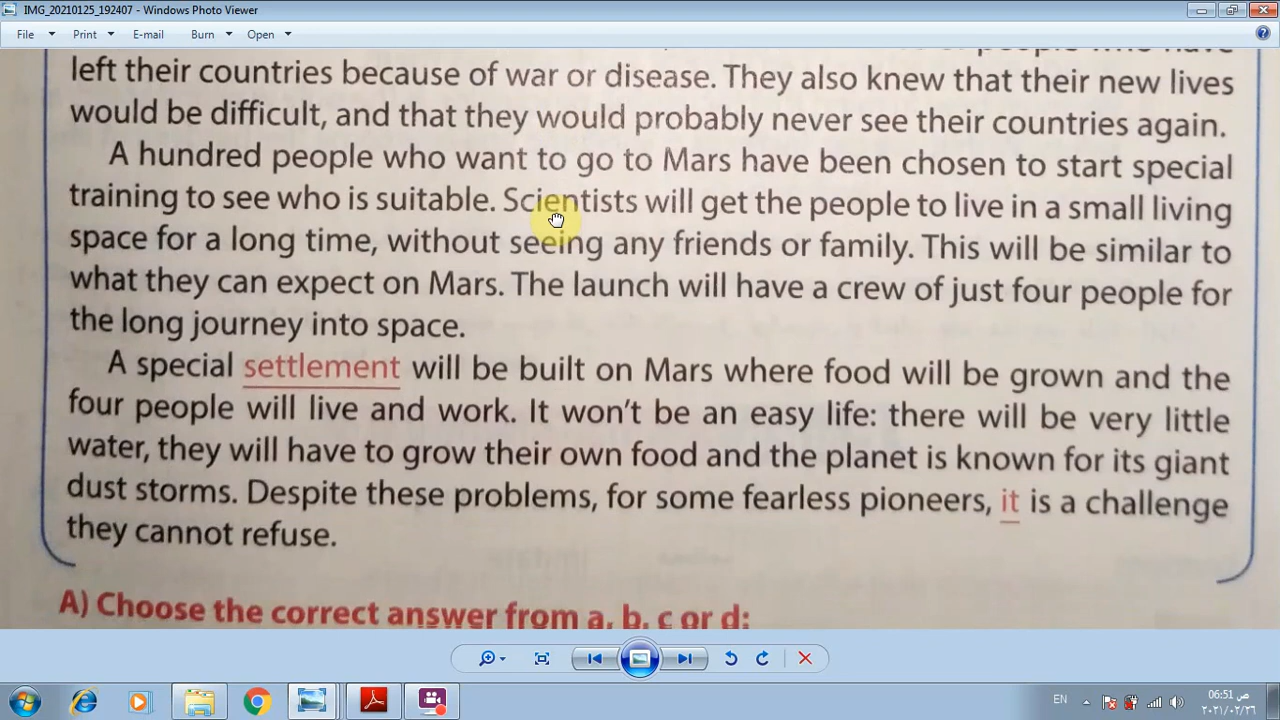 IMG_20210125_192407 - Windows Photo Viewer
File Print E-mail Burn Open
people who have
left their countries because of war or disease. They also knew that their new lives
would be difficult, and that they would probably never see their countries again.
A hundred people who want to go to Mars have been chosen to start special
training to see who is suitable. Scientists will get the people to live in a small living
space for a long time, without seeing any friends or family. This will be similar to
what they can expect on Mars. The launch will have a crew of just four people for
the long journey into space.
A special settlement will be built on Mars where food will be grown and the
four people will live and work. It won't be an easy life: there will be very little
water, they will have to grow their own food and the planet is known for its giant
dust storms. Despite these problems, for some fearless pioneers, it is a challenge
they cannot refuse.
A) Choose the correct answer from a, b, c or d:
EN
06:51 ص
٢٠٢١/٠٢/٢٦